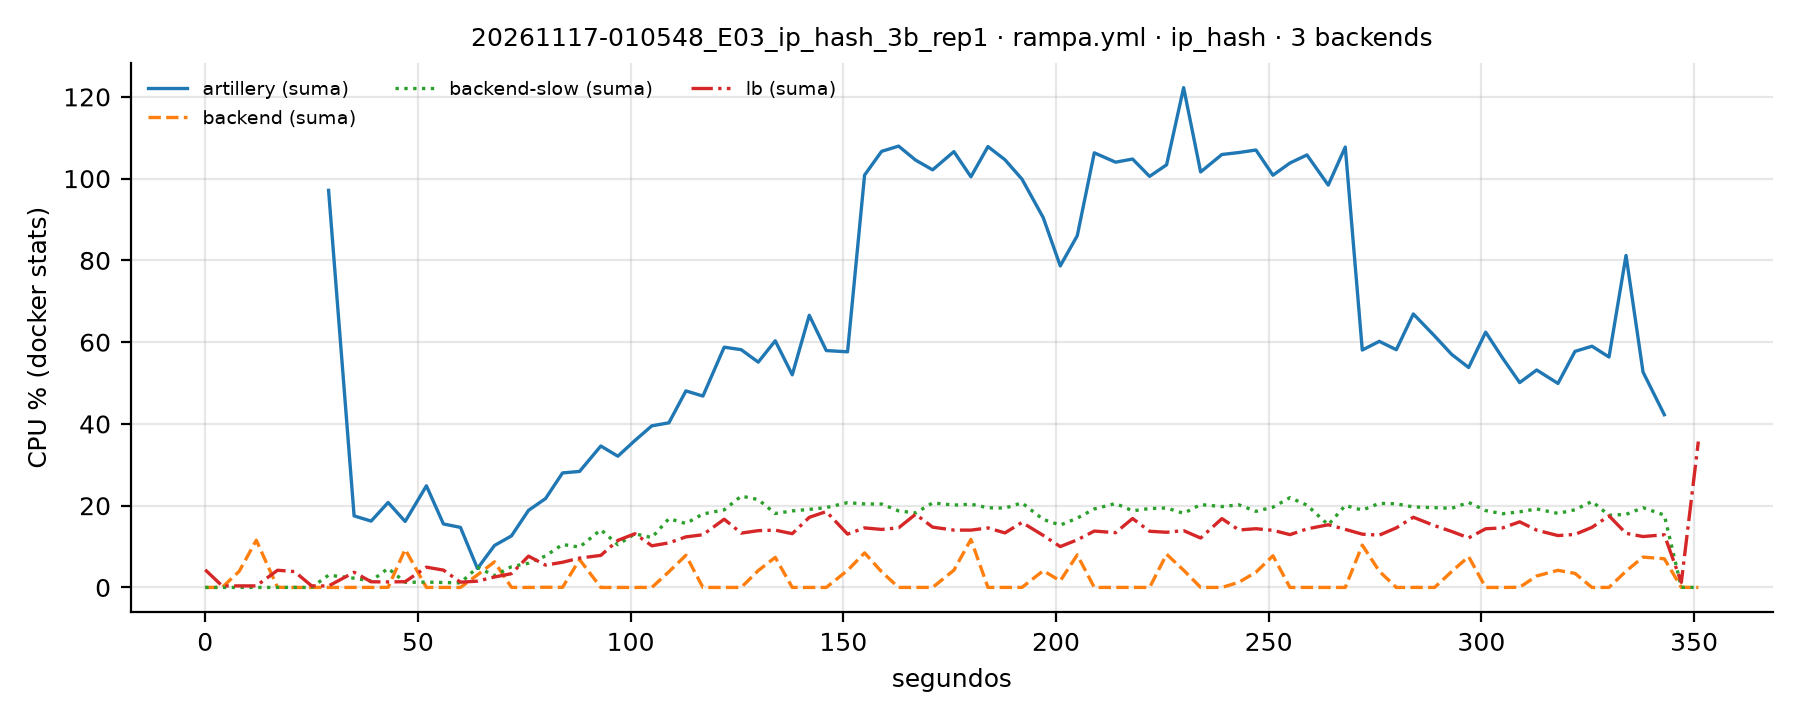 20261117-010548_E03_ip_hash_3b_rep1 · rampa.yml · ip_hash · 3 backends
artillery (suma)
backend (suma)
backend-slow (suma)
lb (suma)
CPU % (docker stats)
120
100
80
60
40
20
0
0 50 100 150 200 250 300 350
segundos